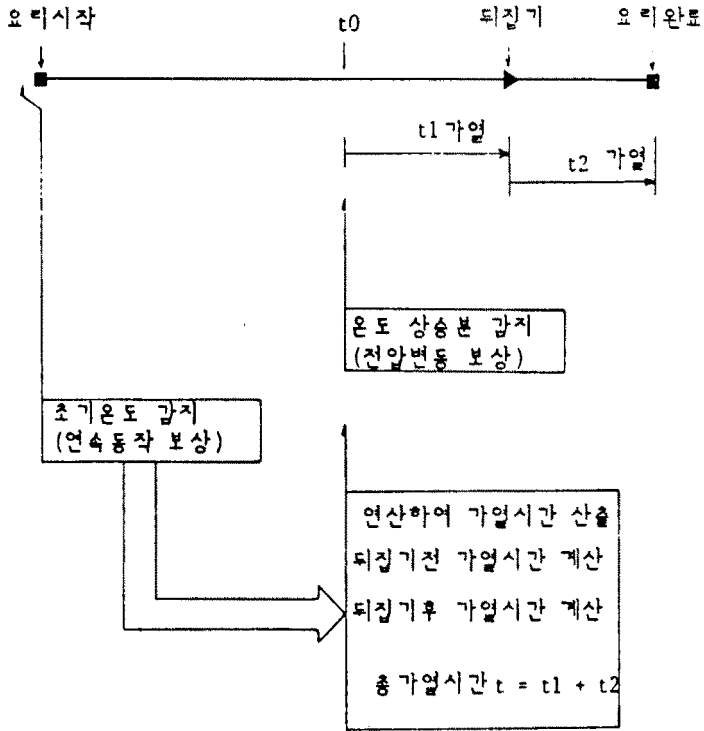 요리시작 t0 뒤집기 요리완료
t1 가열
t2 가열
온도 상승분 감지
(전압변동 보상)
초기온도 감지
(연속동작 보상)
연산하여 가열시간 산출
뒤집기전 가열시간 계산
뒤집기후 가열시간 계산
총 가열시간 t = t1 + t2